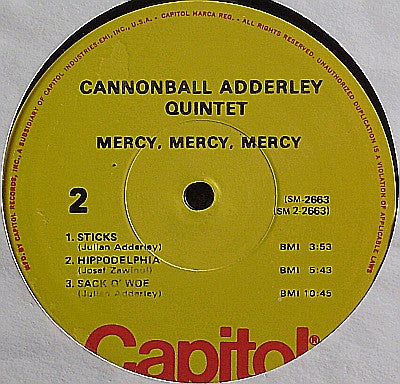 MFG. BY CAPITOL RECORDS, INC., A SUBSIDIARY OF CAPITOL INDUSTRIES-EMI, INC., U.S.A. • CAPITOL MARCA REG. • ALL RIGHTS RESERVED. UNAUTHORIZED DUPLICATION IS A VIOLATION OF APPLICABLE LAWS
CANNONBALL ADDERLEY
QUINTET
MERCY, MERCY, MERCY
2
(SM-2663
(SM 2-2663)
1. STICKS
(Julian Adderley) BMI 3:53
2. HIPPODELPHIA
(Josef Zawinul) BMI 5:43
3. SACK O' WOE
(Julian Adderley) BMI 10:45
Capitol®